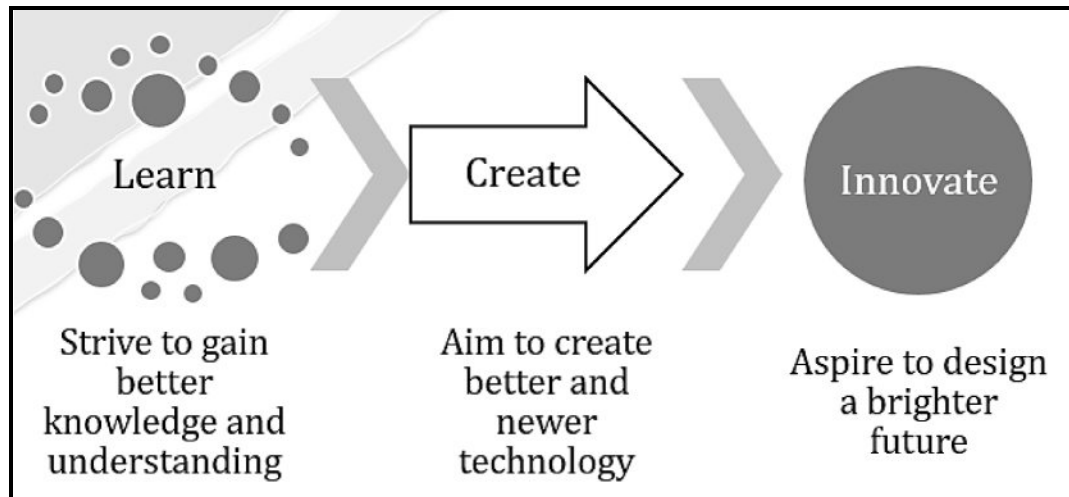 Learn
Strive to gain
better
knowledge and
understanding
Create
Aim to create
better and
newer
technology
Innovate
Aspire to design
a brighter
future